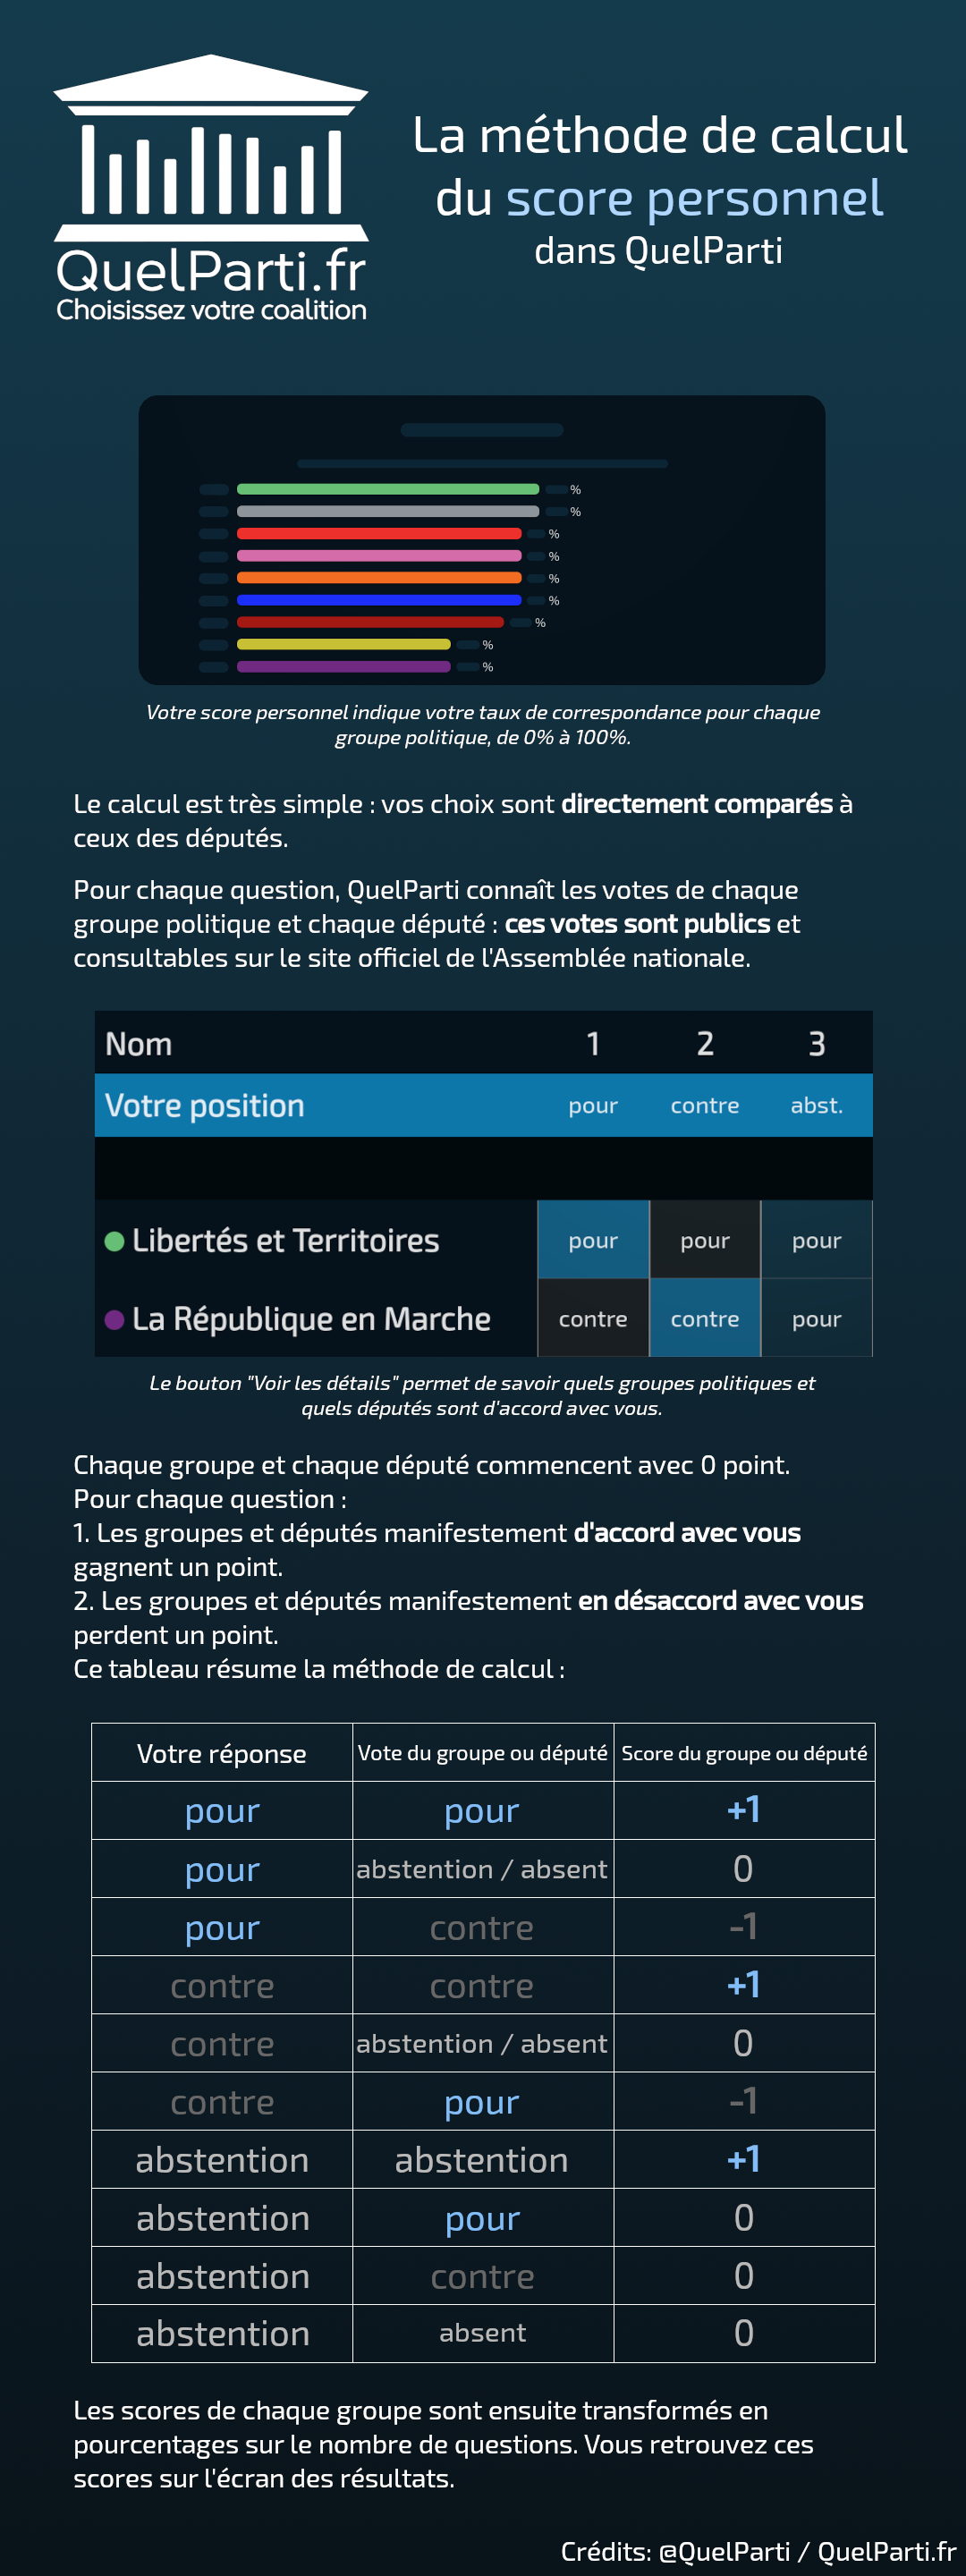 QuelParti.fr
Choisissez votre coalition
La méthode de calcul
du score personnel
dans QuelParti
%
%
%
%
%
%
%
%
%
Votre score personnel indique votre taux de correspondance pour chaque
groupe politique, de 0% à 100%.
Le calcul est très simple : vos choix sont directement comparés à
ceux des députés.
Pour chaque question, QuelParti connaît les votes de chaque
groupe politique et chaque député : ces votes sont publics et
consultables sur le site officiel de l'Assemblée nationale.
Nom 1 2 3
Votre position pour contre abst.
Libertés et Territoires pour pour pour
La République en Marche contre contre pour
Le bouton "Voir les détails" permet de savoir quels groupes politiques et
quels députés sont d'accord avec vous.
Chaque groupe et chaque député commencent avec 0 point.
Pour chaque question :
1. Les groupes et députés manifestement d'accord avec vous
gagnent un point.
2. Les groupes et députés manifestement en désaccord avec vous
perdent un point.
Ce tableau résume la méthode de calcul :
Votre réponse Vote du groupe ou député Score du groupe ou député
pour pour +1
pour abstention / absent 0
pour contre -1
contre contre +1
contre abstention / absent 0
contre pour -1
abstention abstention +1
abstention pour 0
abstention contre 0
abstention absent 0
Les scores de chaque groupe sont ensuite transformés en
pourcentages sur le nombre de questions. Vous retrouvez ces
scores sur l'écran des résultats.
Crédits: @QuelParti / QuelParti.fr